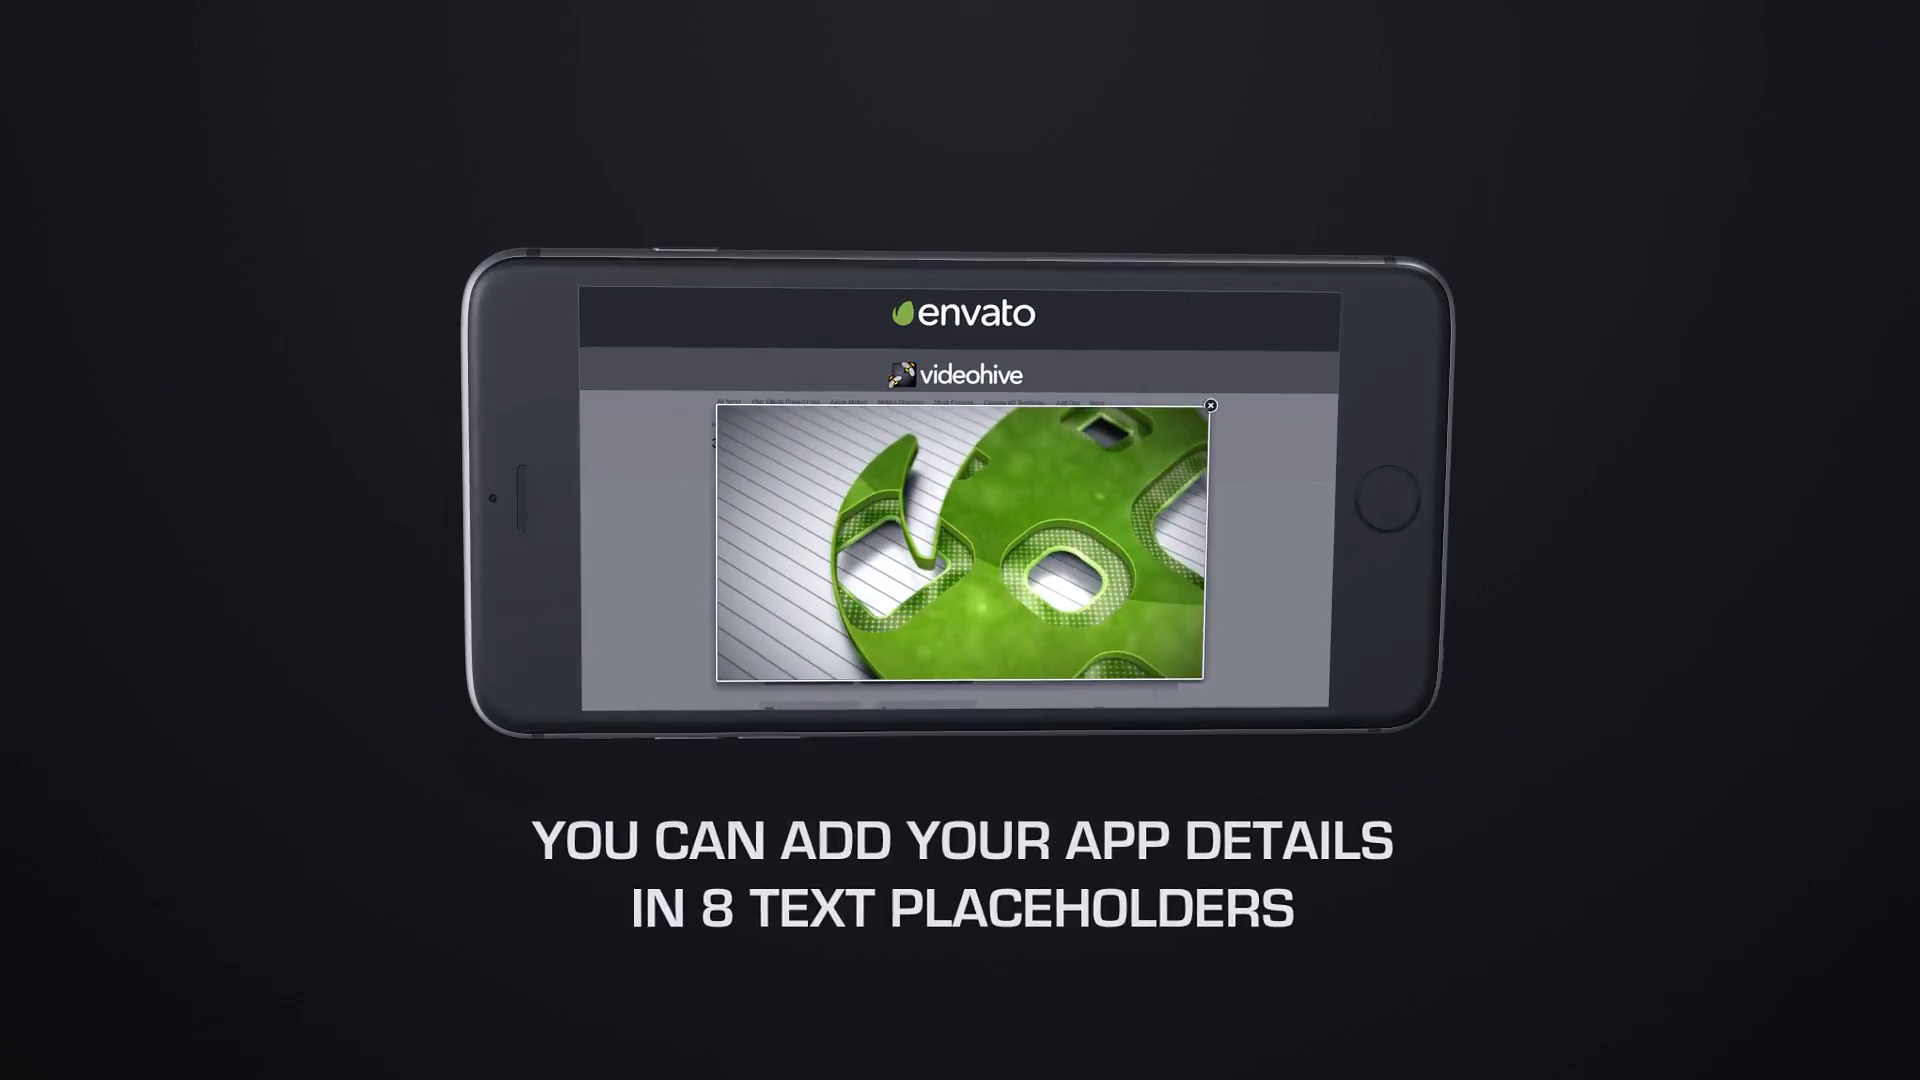 envato
videohive
YOU CAN ADD YOUR APP DETAILS
IN 8 TEXT PLACEHOLDERS